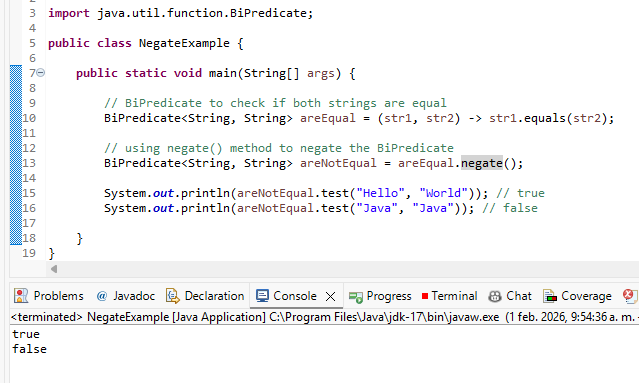 3 import java.util.function.BiPredicate;
4
5 public class NegateExample {
6
7 public static void main(String[] args) {
8
9 // BiPredicate to check if both strings are equal
10 BiPredicate<String, String> areEqual = (str1, str2) -> str1.equals(str2);
11
12 // using negate() method to negate the BiPredicate
13 BiPredicate<String, String> areNotEqual = areEqual.negate();
14
15 System.out.println(areNotEqual.test("Hello", "World")); // true
16 System.out.println(areNotEqual.test("Java", "Java")); // false
17
18 }
19 }
Problems @ Javadoc Declaration Console Progress Terminal Chat Coverage
<terminated> NegateExample [Java Application] C:\Program Files\Java\jdk-17\bin\javaw.exe (1 feb. 2026, 9:54:36 a. m. -
true
false